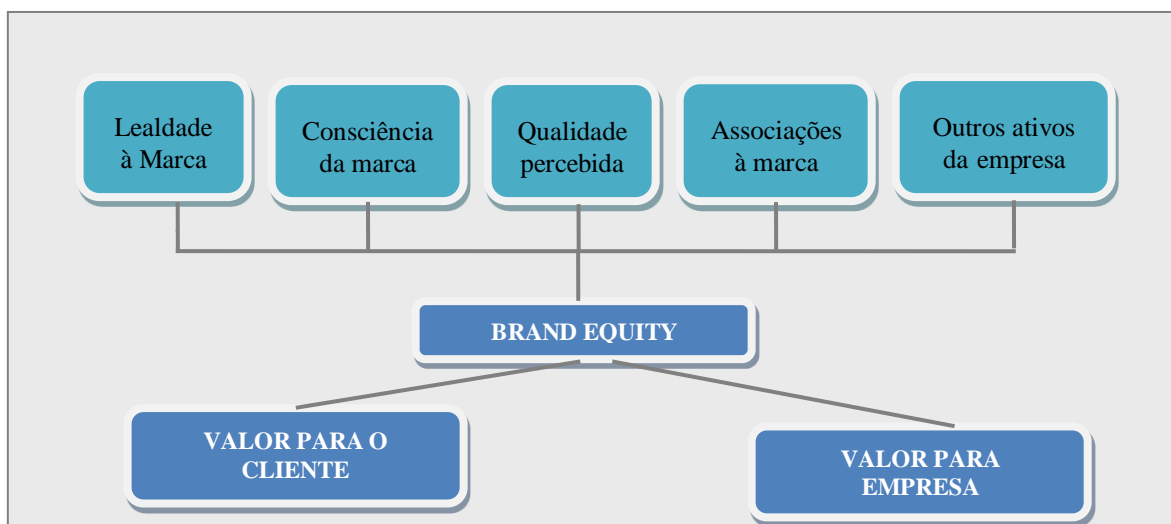 Lealdade
à Marca
Consciência
da marca
Qualidade
percebida
Associações
à marca
Outros ativos
da empresa
BRAND EQUITY
VALOR PARA O
CLIENTE
VALOR PARA
EMPRESA